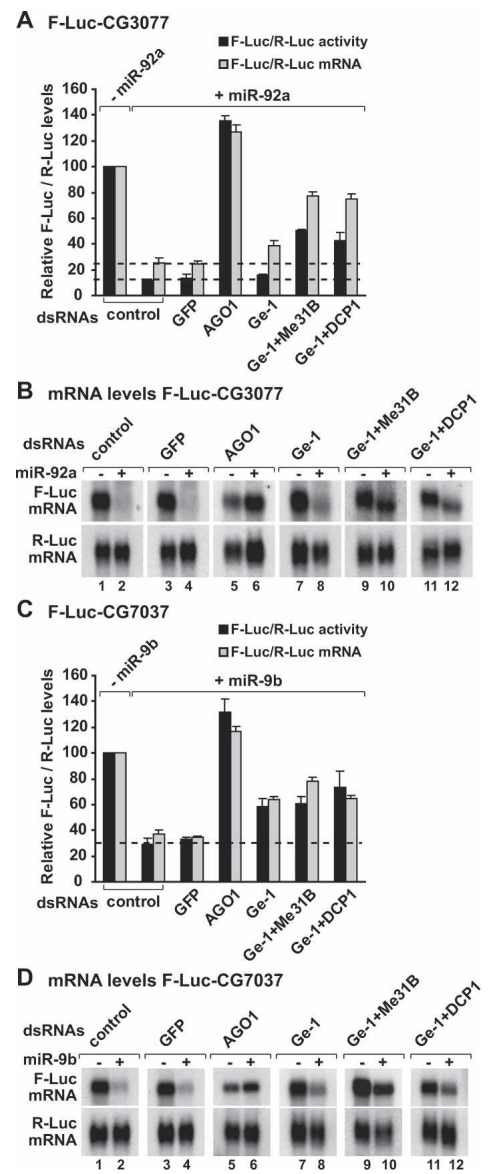 A F-Luc-CG3077
F-Luc/R-Luc activity
F-Luc/R-Luc mRNA
- miR-92a
+ miR-92a
Relative F-Luc / R-Luc levels
160
140
120
100
80
60
40
20
0
dsRNAs
control
GFP
AGO1
Ge-1
Ge-1+Me31B
Ge-1+DCP1
B mRNA levels F-Luc-CG3077
dsRNAs control GFP AGO1 Ge-1 Ge-1+Me31B Ge-1+DCP1
miR-92a - + - + - + - + - + - +
F-Luc
mRNA
R-Luc
mRNA
1 2 3 4 5 6 7 8 9 10 11 12
C F-Luc-CG7037
F-Luc/R-Luc activity
F-Luc/R-Luc mRNA
- miR-9b
+ miR-9b
Relative F-Luc / R-Luc levels
160
140
120
100
80
60
40
20
0
dsRNAs
control
GFP
AGO1
Ge-1
Ge-1+Me31B
Ge-1+DCP1
D mRNA levels F-Luc-CG7037
dsRNAs control GFP AGO1 Ge-1 Ge-1+Me31B Ge-1+DCP1
miR-9b - + - + - + - + - + - +
F-Luc
mRNA
R-Luc
mRNA
1 2 3 4 5 6 7 8 9 10 11 12